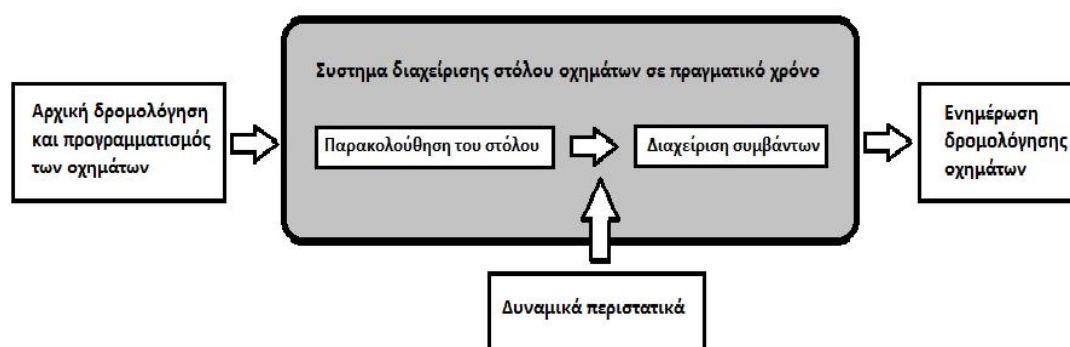 Συστημα διαχείρισης στόλου οχημάτων σε πραγματικό χρόνο
Αρχική δρομολόγηση
και προγραμματισμός
των οχημάτων
Παρακολούθηση του στόλου
Διαχείριση συμβάντων
Ενημέρωση
δρομολόγησης
οχημάτων
Δυναμικά περιστατικά